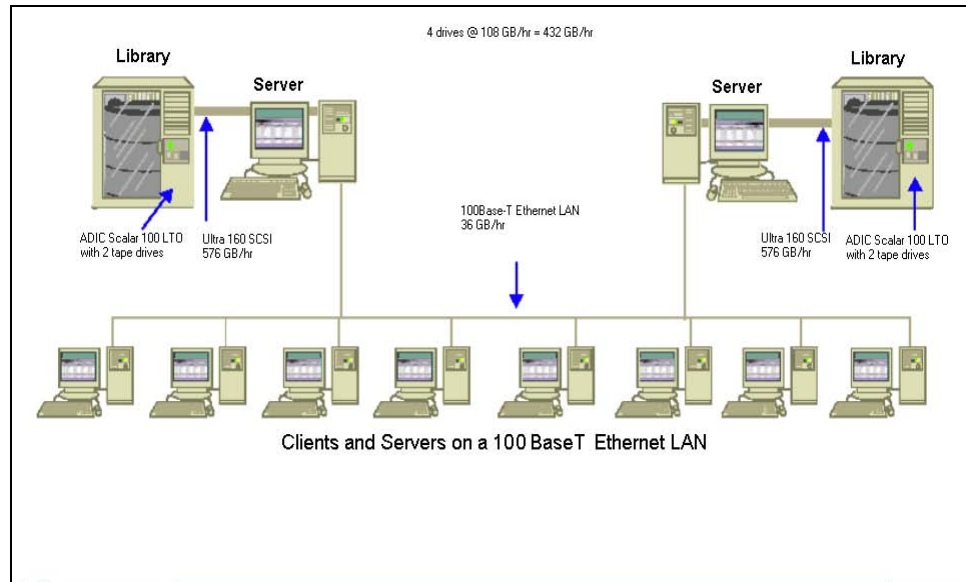 4 drives @ 108 GB/hr = 432 GB/hr
Library
Server
Server
Library
ADIC Scalar 100 LTO
with 2 tape drives
Ultra 160 SCSI
576 GB/hr
100Base-T Ethernet LAN
36 GB/hr
Ultra 160 SCSI
576 GB/hr
ADIC Scalar 100 LTO
with 2 tape drives
Clients and Servers on a 100 BaseT Ethernet LAN